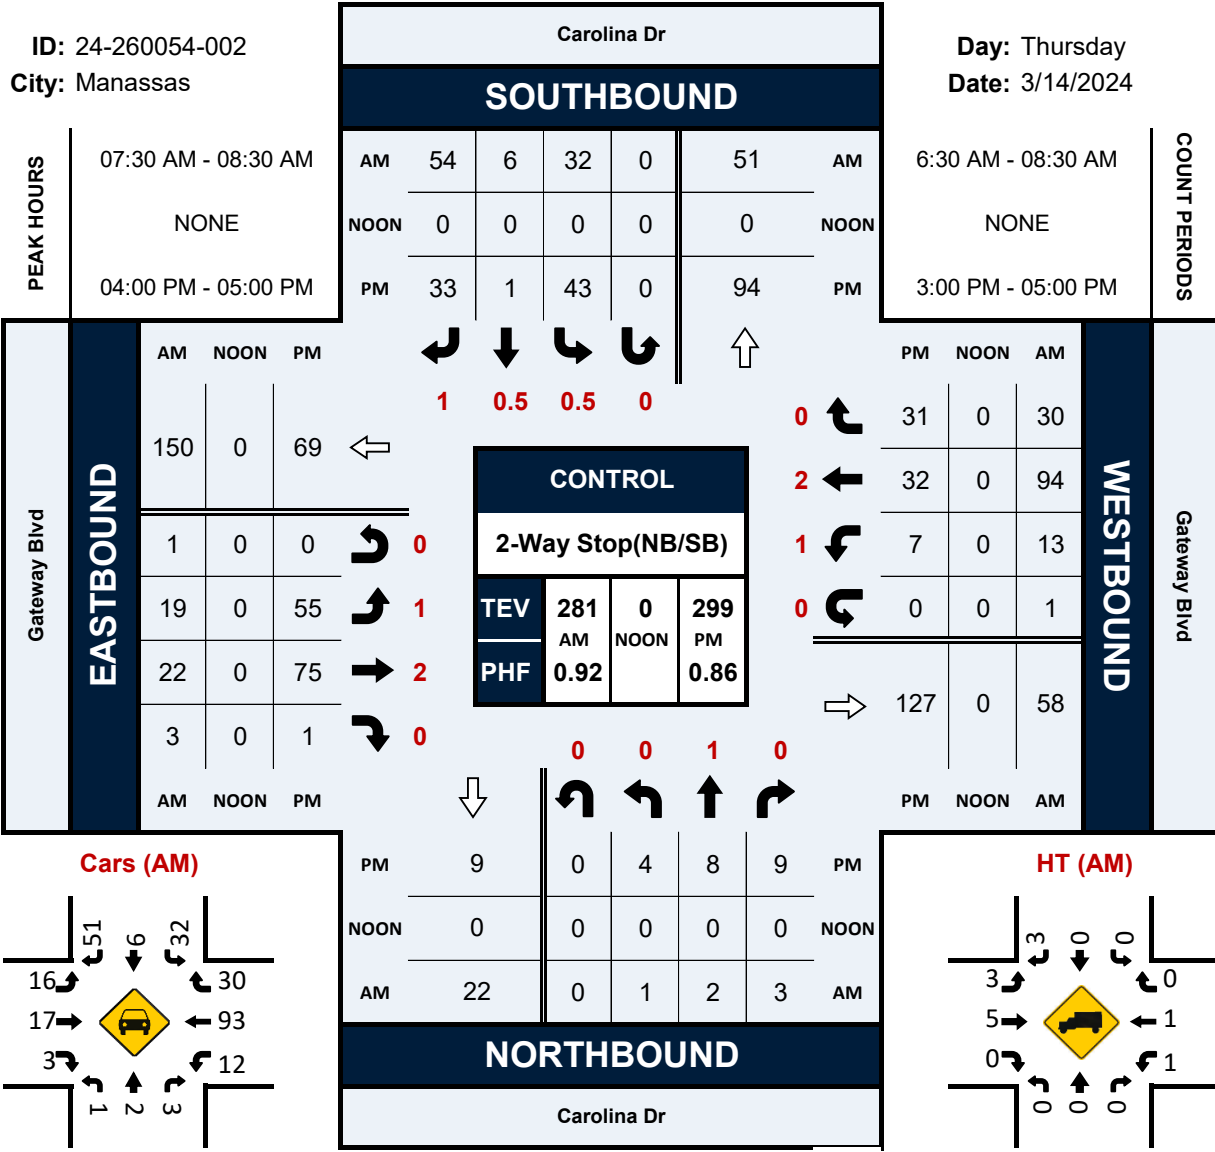 Carolina Dr
ID: 24-260054-002
Day: Thursday
City: Manassas
Date: 3/14/2024
SOUTHBOUND
PEAK HOURS
07:30 AM - 08:30 AM
NONE
04:00 PM - 05:00 PM
AM 54 6 32 0 51 AM
NOON 0 0 0 0 0 NOON
PM 33 1 43 0 94 PM
6:30 AM - 08:30 AM
NONE
3:00 PM - 05:00 PM
COUNT PERIODS
1 0.5 0.5 0
Gateway Blvd
EASTBOUND
AM NOON PM
150 0 69
1 0 0 0
19 0 55 1
22 0 75 2
3 0 1 0
AM NOON PM
CONTROL
2-Way Stop(NB/SB)
TEV 281 0 299
AM NOON PM
PHF 0.92 0.86
PM NOON AM
0 31 0 30
2 32 0 94
1 7 0 13
0 0 0 1
127 0 58
PM NOON AM
WESTBOUND
Gateway Blvd
0 0 1 0
PM 9 0 4 8 9 PM
NOON 0 0 0 0 0 NOON
AM 22 0 1 2 3 AM
NORTHBOUND
Carolina Dr
Cars (AM)
51 6 32
16 30
17 93
3 12
1 2 3
HT (AM)
3 0 0
3 0
5 1
0 1
0 0 0